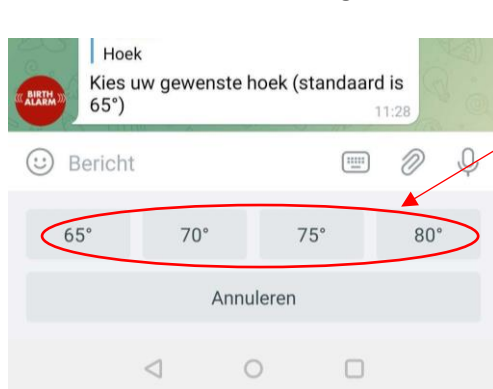 Hoek
Kies uw gewenste hoek (standaard is
65°)
11:28
BIRTH
ALARM
Bericht
65° 70° 75° 80°
Annuleren